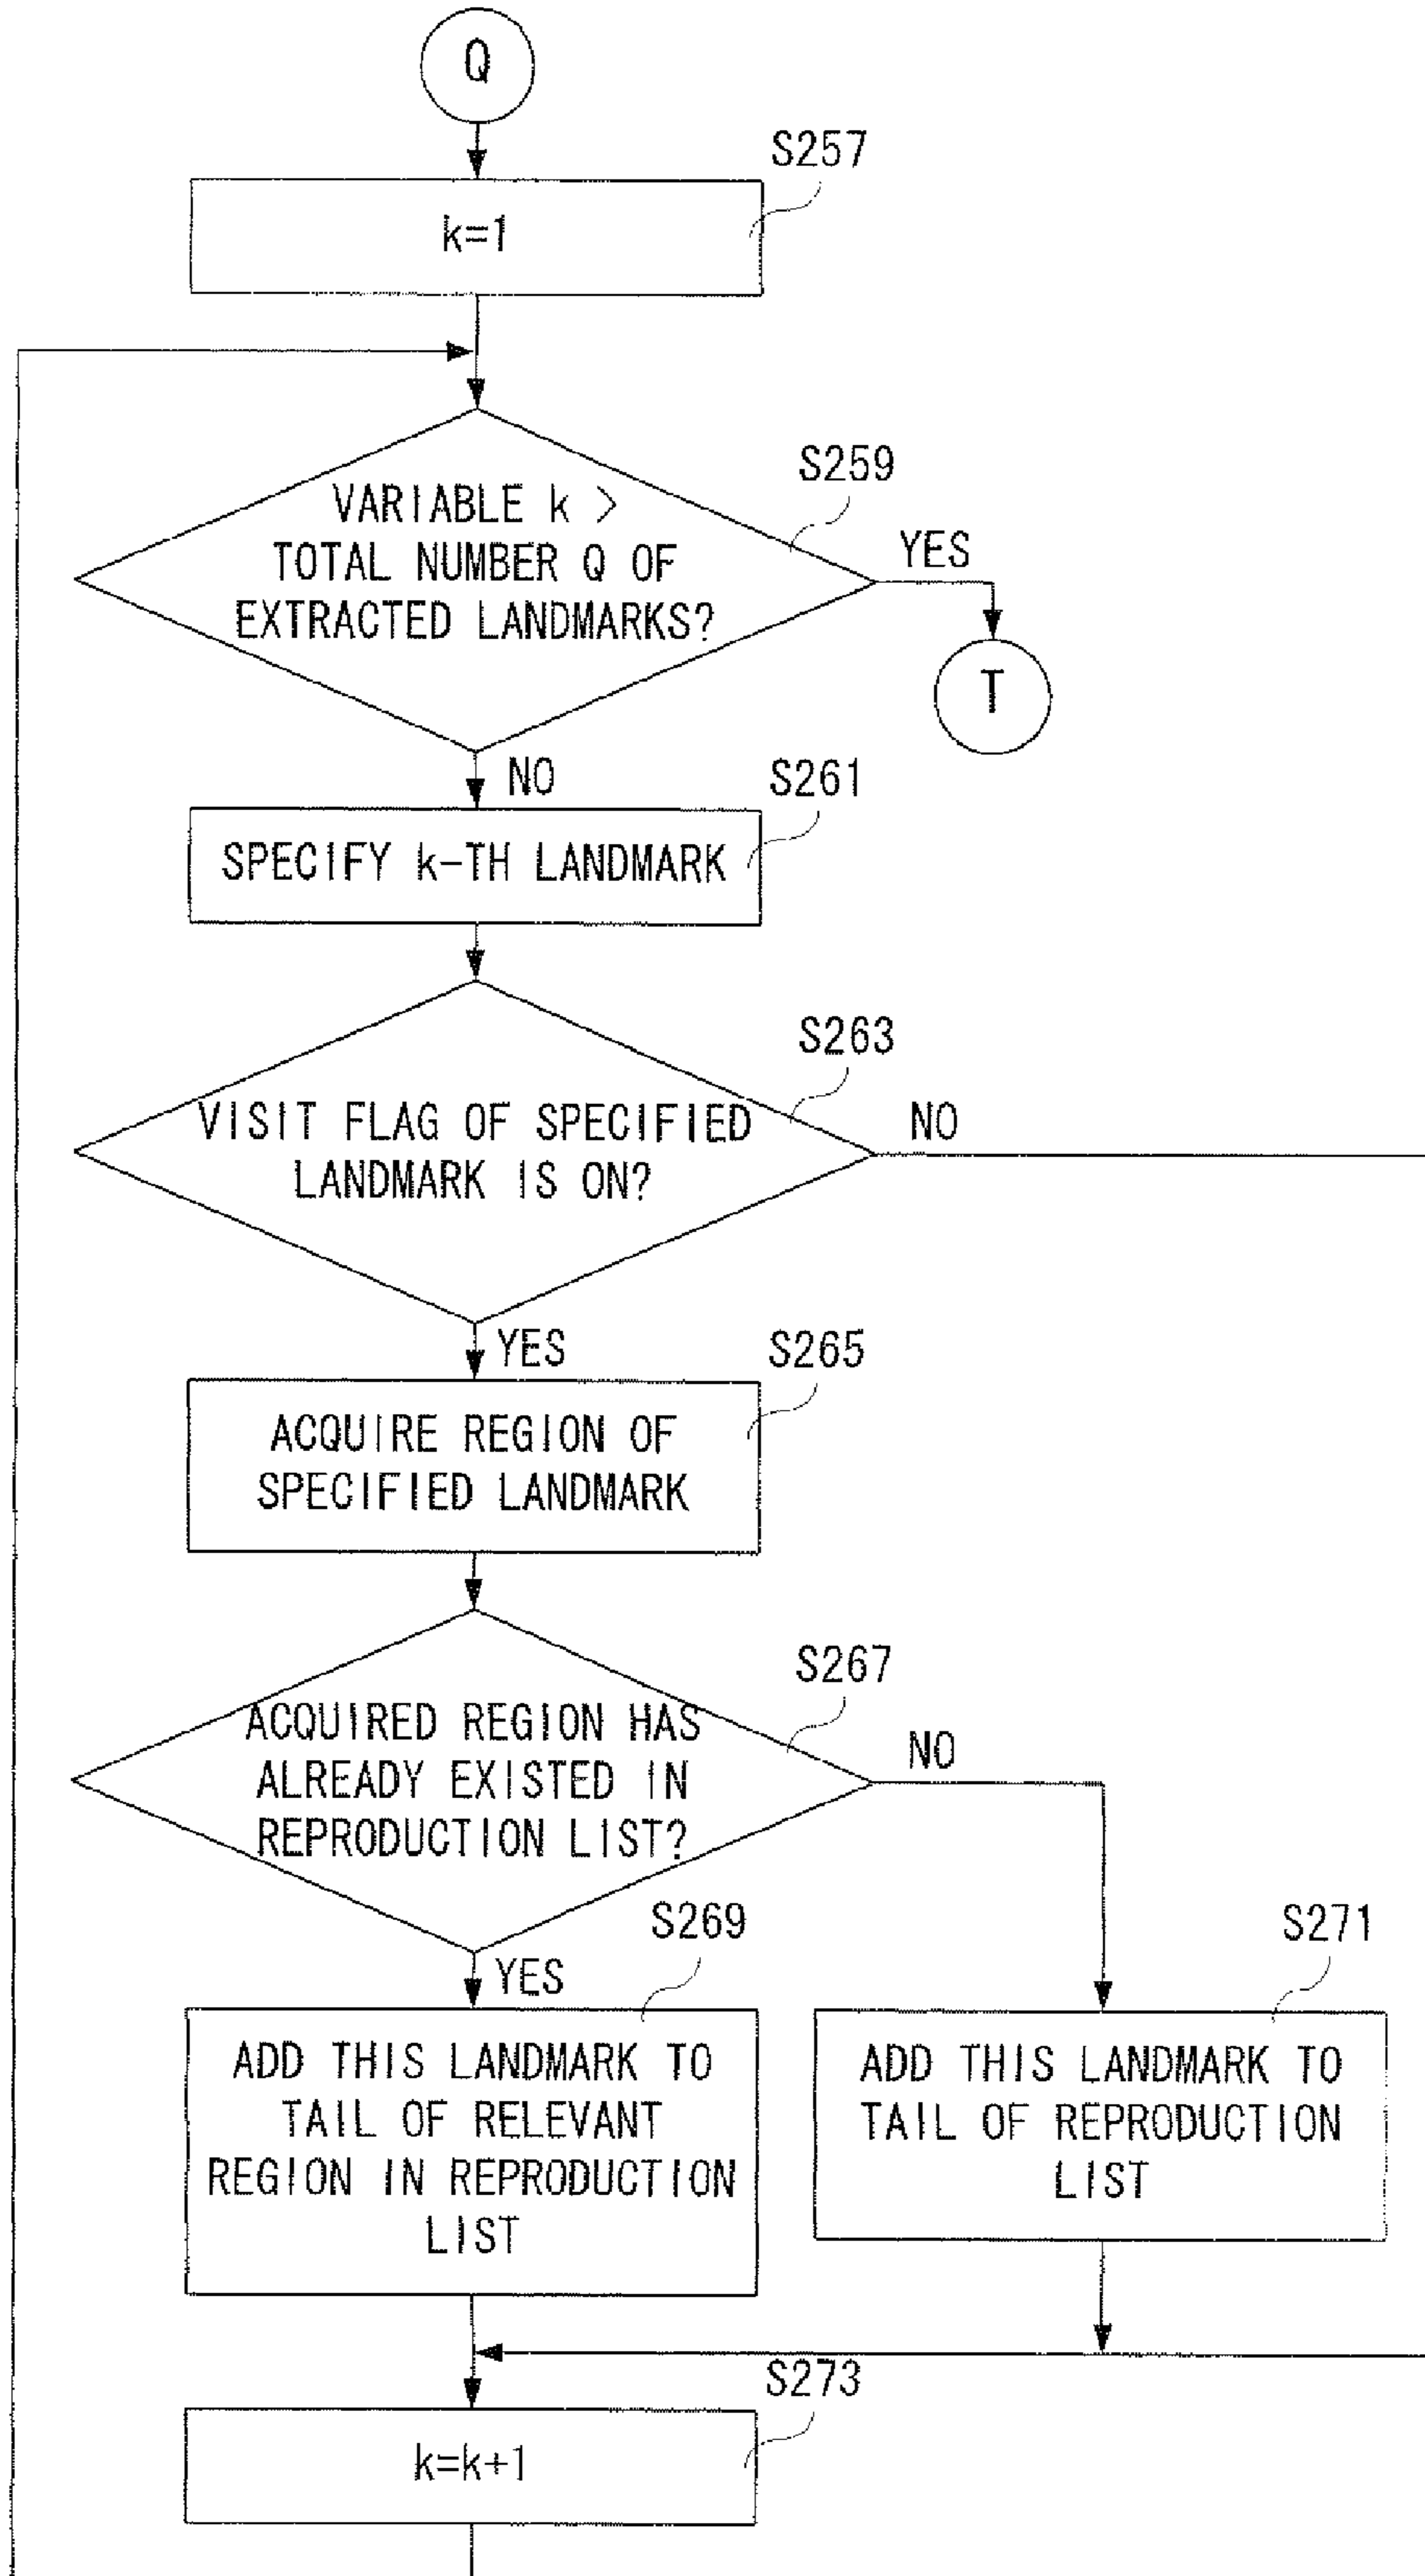 Q
S257
k=1
S259
VARIABLE k >
TOTAL NUMBER Q OF
EXTRACTED LANDMARKS?
YES
T
NO
S261
SPECIFY k-TH LANDMARK
S263
VISIT FLAG OF SPECIFIED
LANDMARK IS ON?
NO
YES
S265
ACQUIRE REGION OF
SPECIFIED LANDMARK
S267
ACQUIRED REGION HAS
ALREADY EXISTED IN
REPRODUCTION LIST?
NO
YES
S269
ADD THIS LANDMARK TO
TAIL OF RELEVANT
REGION IN REPRODUCTION
LIST
S271
ADD THIS LANDMARK TO
TAIL OF REPRODUCTION
LIST
S273
k=k+1